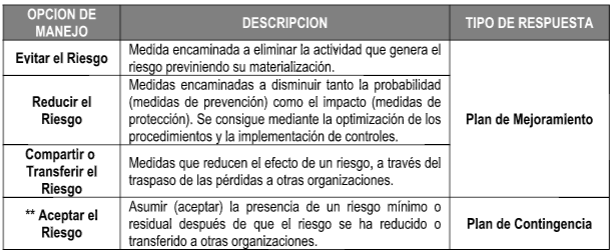 OPCION DE
MANEJO
DESCRIPCION
TIPO DE RESPUESTA
Evitar el Riesgo
Medida encaminada a eliminar la actividad que genera el
riesgo previniendo su materialización.
Reducir el
Riesgo
Medidas encaminadas a disminuir tanto la probabilidad
(medidas de prevención) como el impacto (medidas de
protección). Se consigue mediante la optimización de los
procedimientos y la implementación de controles.
Compartir o
Transferir el
Riesgo
Medidas que reducen el efecto de un riesgo, a través del
traspaso de las pérdidas a otras organizaciones.
Plan de Mejoramiento
** Aceptar el
Riesgo
Asumir (aceptar) la presencia de un riesgo mínimo o
residual después de que el riesgo se ha reducido o
transferido a otras organizaciones.
Plan de Contingencia